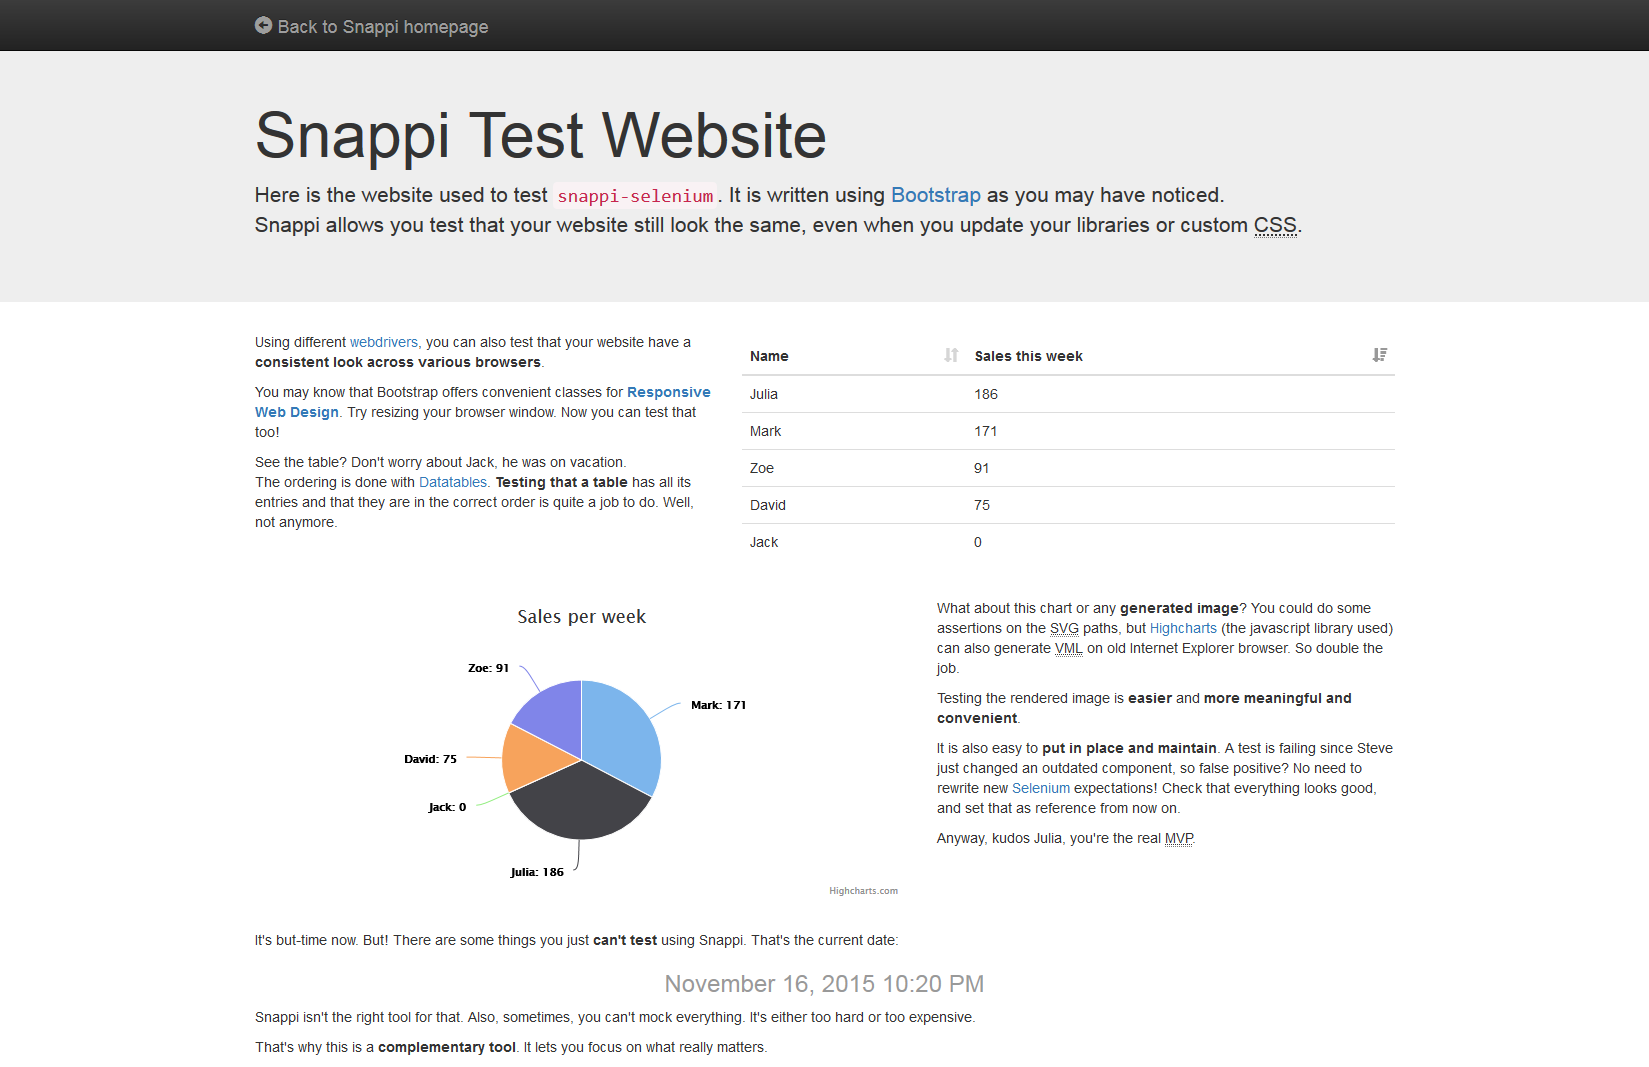 Back to Snappi homepage
Snappi Test Website
Here is the website used to test snappi-selenium. It is written using Bootstrap as you may have noticed.
Snappi allows you test that your website still look the same, even when you update your libraries or custom CSS.
Using different webdrivers, you can also test that your website have a
consistent look across various browsers.
You may know that Bootstrap offers convenient classes for Responsive
Web Design. Try resizing your browser window. Now you can test that
too!
See the table? Don't worry about Jack, he was on vacation.
The ordering is done with Datatables. Testing that a table has all its
entries and that they are in the correct order is quite a job to do. Well,
not anymore.
Name Sales this week
Julia 186
Mark 171
Zoe 91
David 75
Jack 0
Sales per week
Zoe: 91
Mark: 171
David: 75
Jack: 0
Julia: 186
Highcharts.com
What about this chart or any generated image? You could do some
assertions on the SVG paths, but Highcharts (the javascript library used)
can also generate VML on old Internet Explorer browser. So double the
job.
Testing the rendered image is easier and more meaningful and
convenient.
It is also easy to put in place and maintain. A test is failing since Steve
just changed an outdated component, so false positive? No need to
rewrite new Selenium expectations! Check that everything looks good,
and set that as reference from now on.
Anyway, kudos Julia, you're the real MVP.
It's but-time now. But! There are some things you just can't test using Snappi. That's the current date:
November 16, 2015 10:20 PM
Snappi isn't the right tool for that. Also, sometimes, you can't mock everything. It's either too hard or too expensive.
That's why this is a complementary tool. It lets you focus on what really matters.